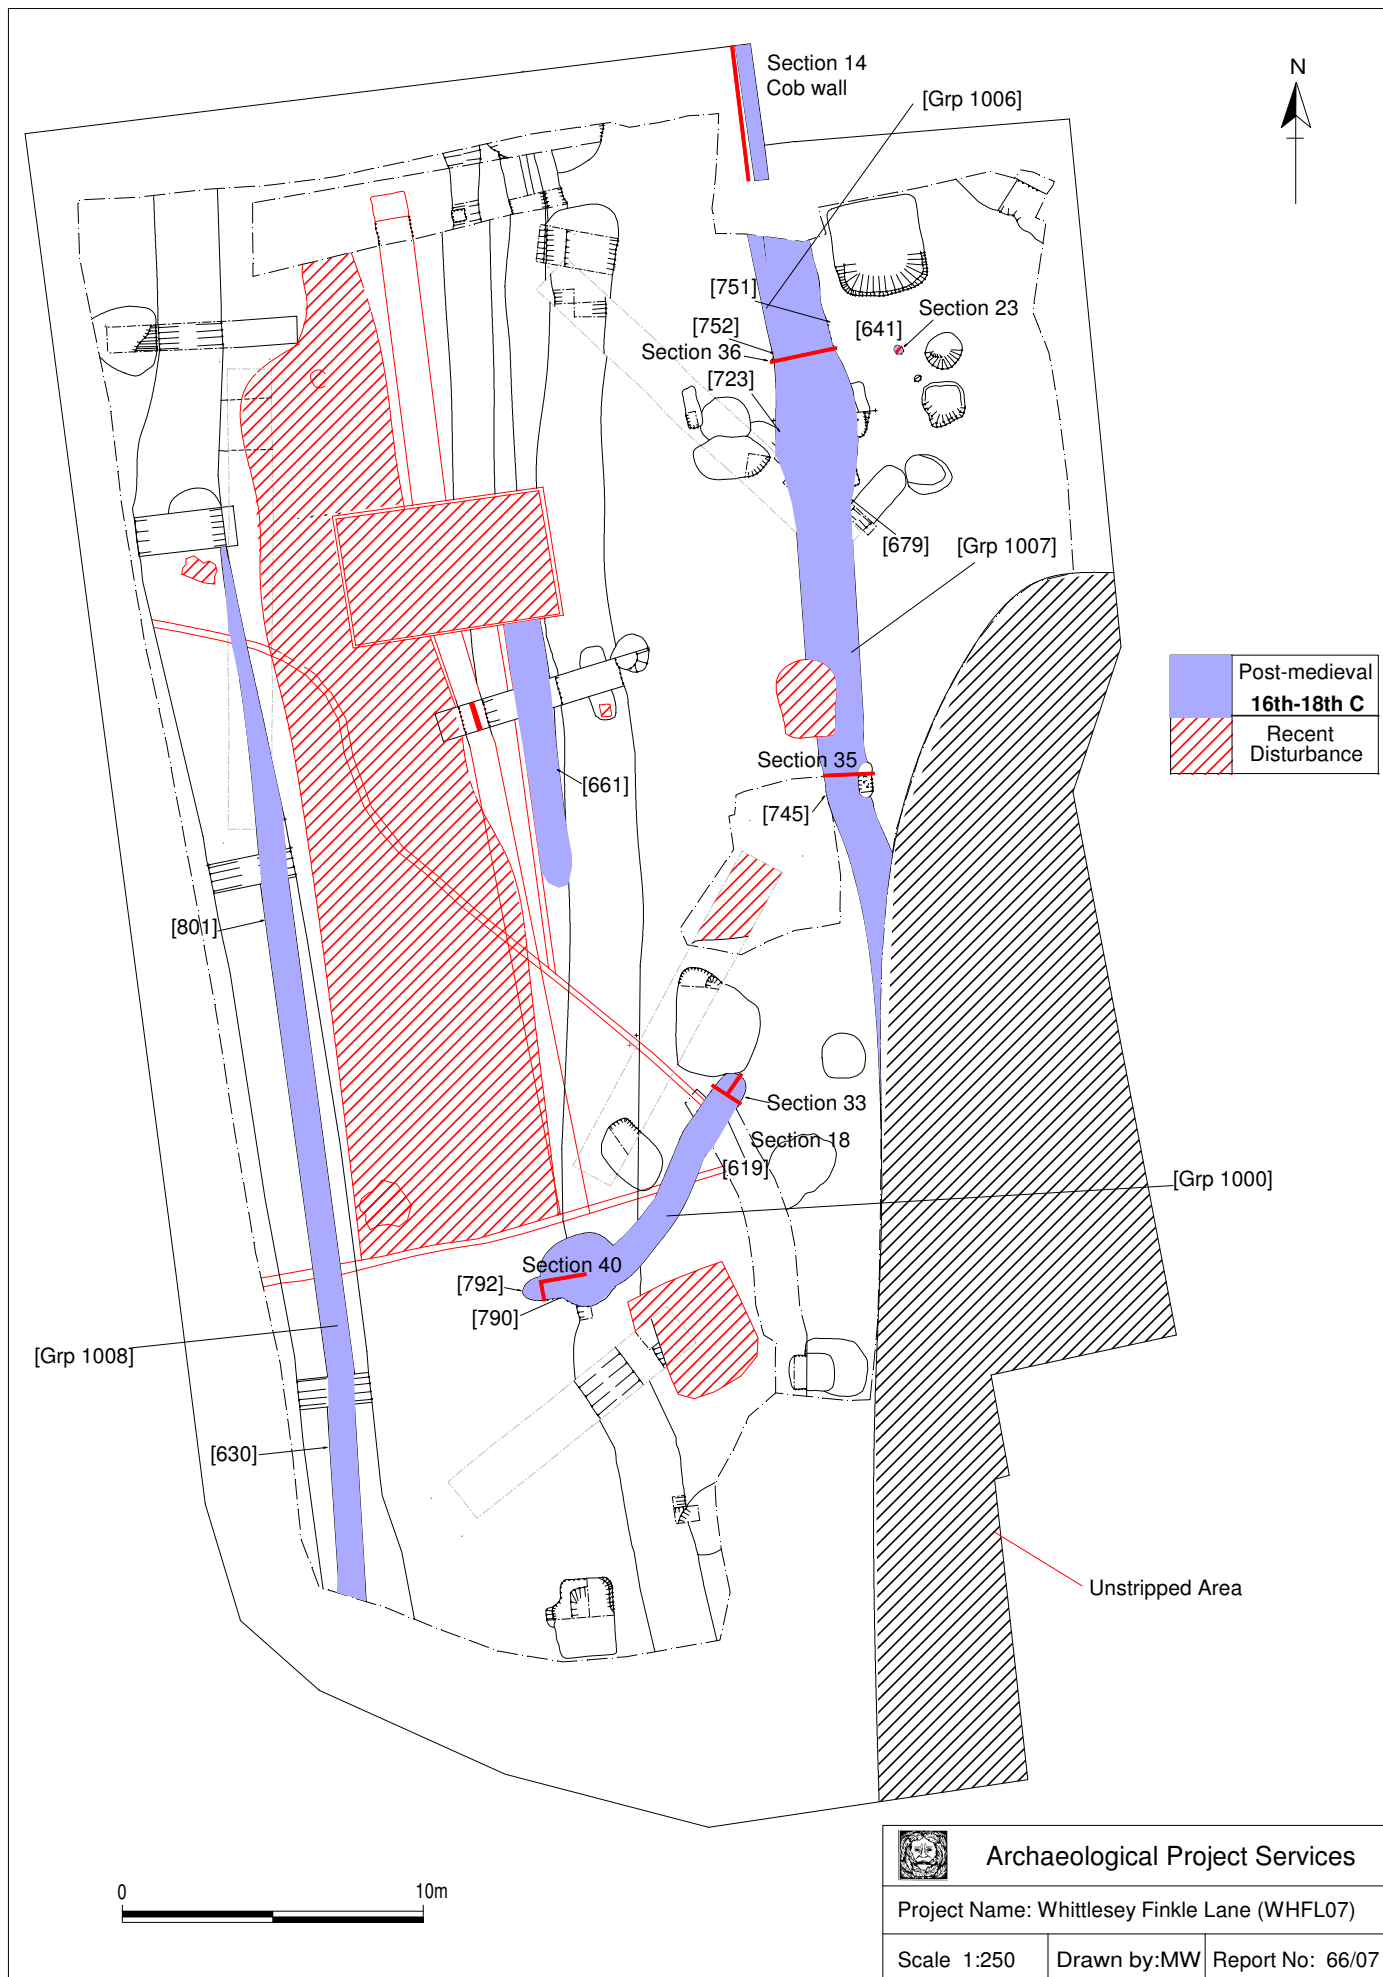 Section 14
Cob wall
[Grp 1006]
N
[751]
Section 23
[752]
[641]
Section 36
[723]
[679]
[Grp 1007]
Post-medieval
16th-18th C
Recent
Disturbance
Section 35
[661]
[745]
[801]
Section 33
Section 18
[619]
[Grp 1000]
Section 40
[792]
[790]
[Grp 1008]
[630]
Unstripped Area
0 10m
Archaeological Project Services
Project Name: Whittlesey Finkle Lane (WHFL07)
Scale 1:250 Drawn by:MW Report No: 66/07